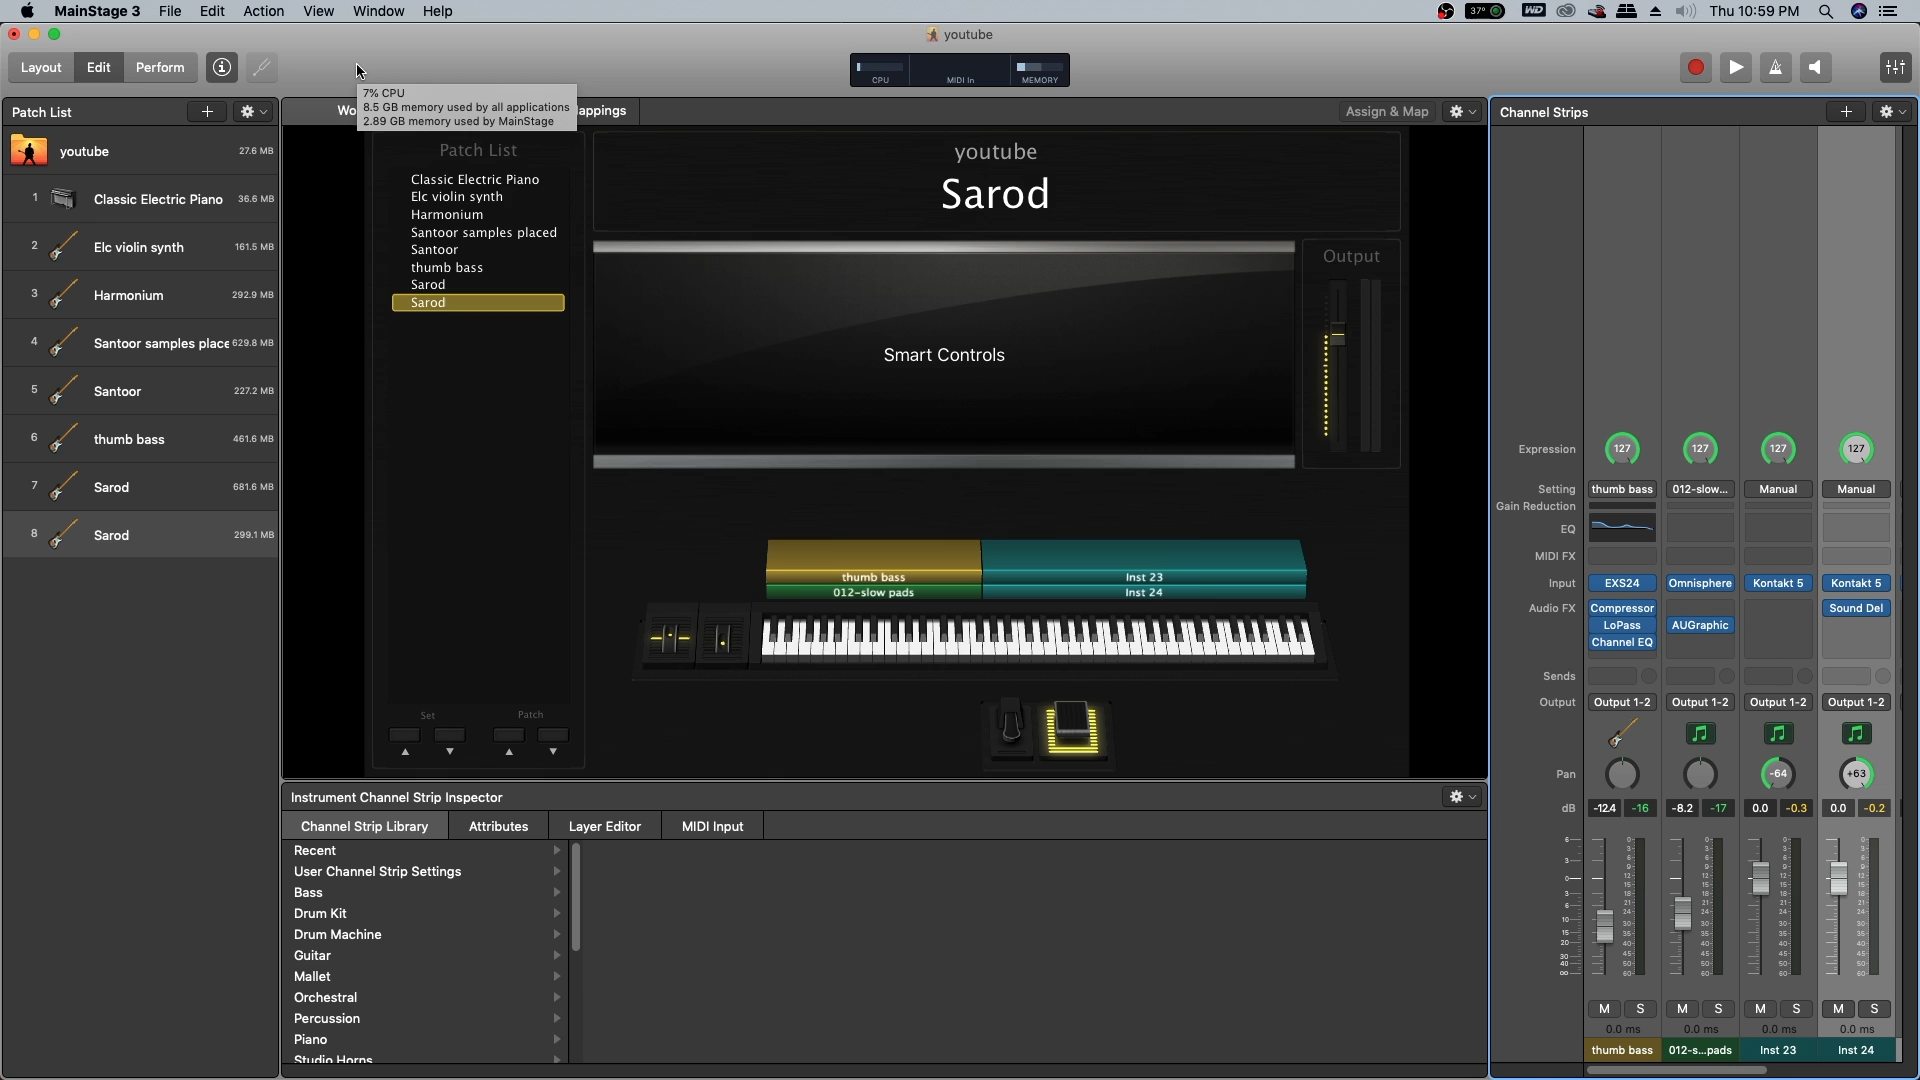 MainStage 3 File Edit Action View Window Help
37° WD Thu 10:59 PM
youtube
Layout Edit Perform
CPU MIDI In MEMORY
7% CPU
8.5 GB memory used by all applications
2.89 GB memory used by MainStage
Patch List
youtube 27.6 MB
1 Classic Electric Piano 36.6 MB
2 Elc violin synth 161.5 MB
3 Harmonium 292.9 MB
4 Santoor samples place 629.8 MB
5 Santoor 227.2 MB
6 thumb bass 461.6 MB
7 Sarod 681.6 MB
8 Sarod 299.1 MB
Wo appings Assign & Map
Patch List
Classic Electric Piano
Elc violin synth
Harmonium
Santoor samples placed
Santoor
thumb bass
Sarod
Sarod
Set Patch
youtube
Sarod
Smart Controls
Output
thumb bass Inst 23
012-slow pads Inst 24
Instrument Channel Strip Inspector
Channel Strip Library Attributes Layer Editor MIDI Input
Recent
User Channel Strip Settings
Bass
Drum Kit
Drum Machine
Guitar
Mallet
Orchestral
Percussion
Piano
Studio Horns
Channel Strips
Expression 127 127 127 127
Setting thumb bass 012-slow... Manual Manual
Gain Reduction
EQ
MIDI FX
Input EXS24 Omnisphere Kontakt 5 Kontakt 5
Audio FX Compressor Sound Del
LoPass AUGraphic
Channel EQ
Sends
Output Output 1-2 Output 1-2 Output 1-2 Output 1-2
Pan -64 +63
dB -12.4 -16 -8.2 -17 0.0 -0.3 0.0 -0.2
M S M S M S M S
0.0 ms 0.0 ms 0.0 ms 0.0 ms
thumb bass 012-s...pads Inst 23 Inst 24